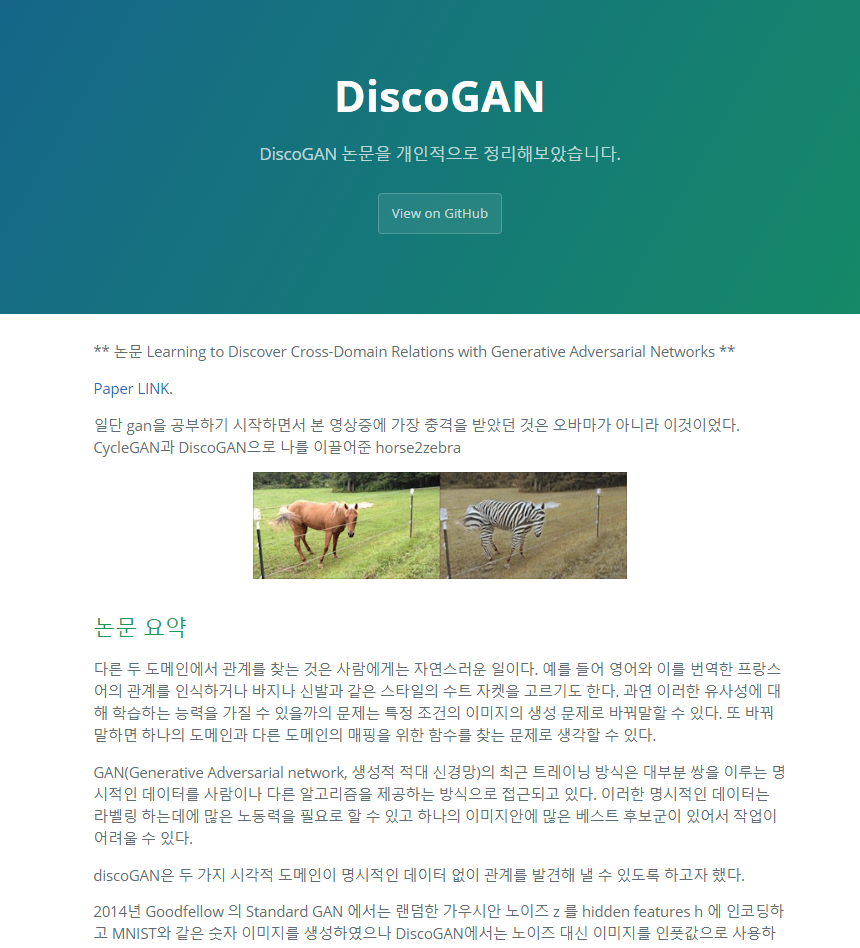 DiscoGAN
DiscoGAN 논문을 개인적으로 정리해보았습니다.
View on GitHub
** 논문 Learning to Discover Cross-Domain Relations with Generative Adversarial Networks **
Paper LINK.
일단 gan을 공부하기 시작하면서 본 영상중에 가장 충격을 받았던 것은 오바마가 아니라 이것이었다.
CycleGAN과 DiscoGAN으로 나를 이끌어준 horse2zebra
논문 요약
다른 두 도메인에서 관계를 찾는 것은 사람에게는 자연스러운 일이다. 예를 들어 영어와 이를 번역한 프랑스
어의 관계를 인식하거나 바지나 신발과 같은 스타일의 수트 자켓을 고르기도 한다. 과연 이러한 유사성에 대
해 학습하는 능력을 가질 수 있을까의 문제는 특정 조건의 이미지의 생성 문제로 바꿔말할 수 있다. 또 바꿔
말하면 하나의 도메인과 다른 도메인의 매핑을 위한 함수를 찾는 문제로 생각할 수 있다.
GAN(Generative Adversarial network, 생성적 적대 신경망)의 최근 트레이닝 방식은 대부분 쌍을 이루는 명
시적인 데이터를 사람이나 다른 알고리즘을 제공하는 방식으로 접근되고 있다. 이러한 명시적인 데이터는
라벨링 하는데에 많은 노동력을 필요로 할 수 있고 하나의 이미지안에 많은 베스트 후보군이 있어서 작업이
어려울 수 있다.
discoGAN은 두 가지 시각적 도메인이 명시적인 데이터 없이 관계를 발견해 낼 수 있도록 하고자 했다.
2014년 Goodfellow 의 Standard GAN 에서는 랜덤한 가우시안 노이즈 z 를 hidden features h 에 인코딩하
고 MNIST와 같은 숫자 이미지를 생성하였으나 DiscoGAN에서는 노이즈 대신 이미지를 인풋값으로 사용하